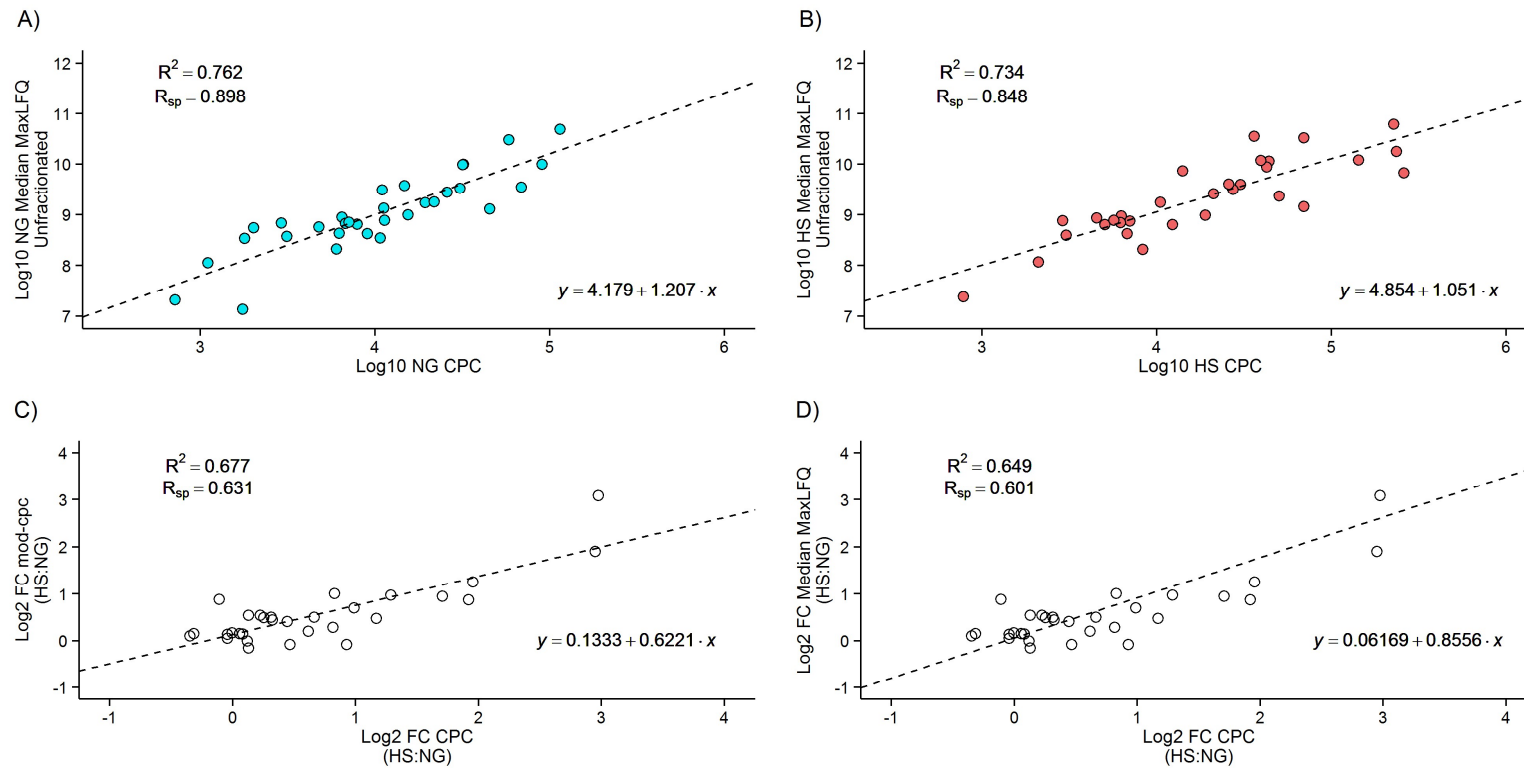 A)
R² = 0.762
Rsp – 0.898
Log10 NG Median MaxLFQ
Unfractionated
12
11
10
9
8
7
y = 4.179 + 1.207 · x
3
4
5
6
Log10 NG CPC
B)
R² = 0.734
Rsp – 0.848
Log10 HS Median MaxLFQ
Unfractionated
12
11
10
9
8
7
y = 4.854 + 1.051 · x
3
4
5
6
Log10 HS CPC
C)
R² = 0.677
Rsp = 0.631
Log2 FC mod-cpc
(HS:NG)
4
3
2
1
0
-1
y = 0.1333 + 0.6221 · x
-1
0
1
2
3
4
Log2 FC CPC
(HS:NG)
D)
R² = 0.649
Rsp = 0.601
Log2 FC Median MaxLFQ
(HS:NG)
4
3
2
1
0
-1
y = 0.06169 + 0.8556 · x
-1
0
1
2
3
4
Log2 FC CPC
(HS:NG)